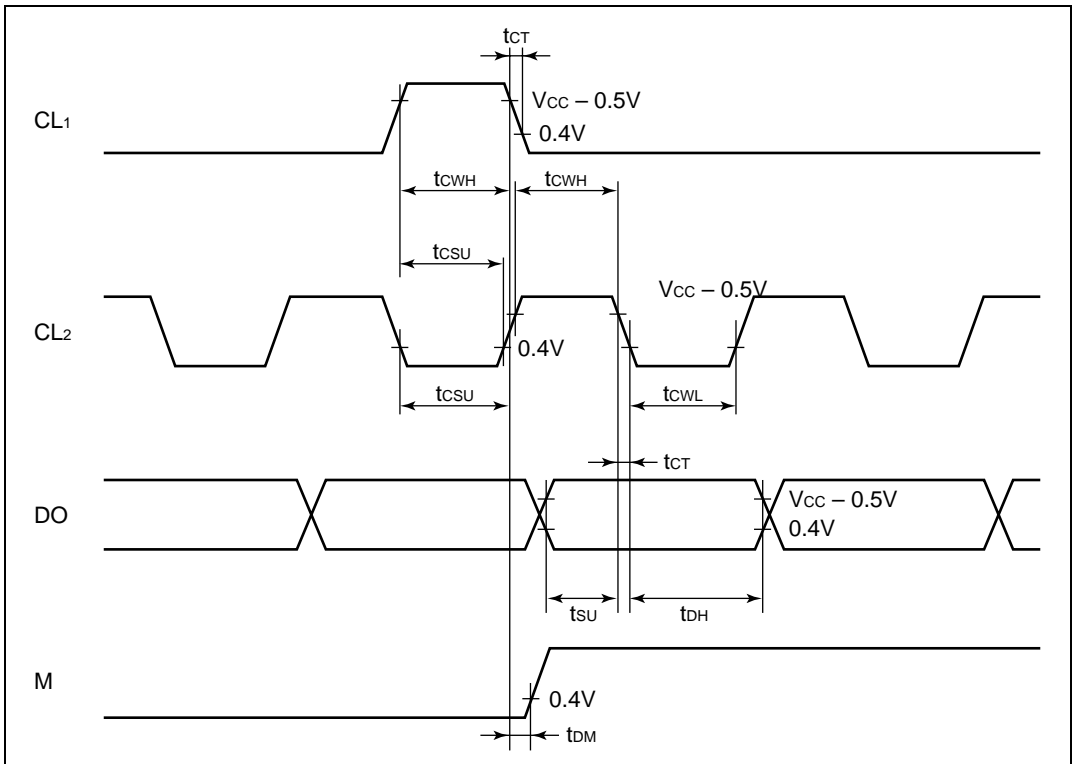 tCT
VCC – 0.5V
CL1
0.4V
tCWH
tCWH
tCSU
VCC – 0.5V
CL2
0.4V
tCSU
tCWL
tCT
VCC – 0.5V
DO
0.4V
tSU
tDH
M
0.4V
tDM